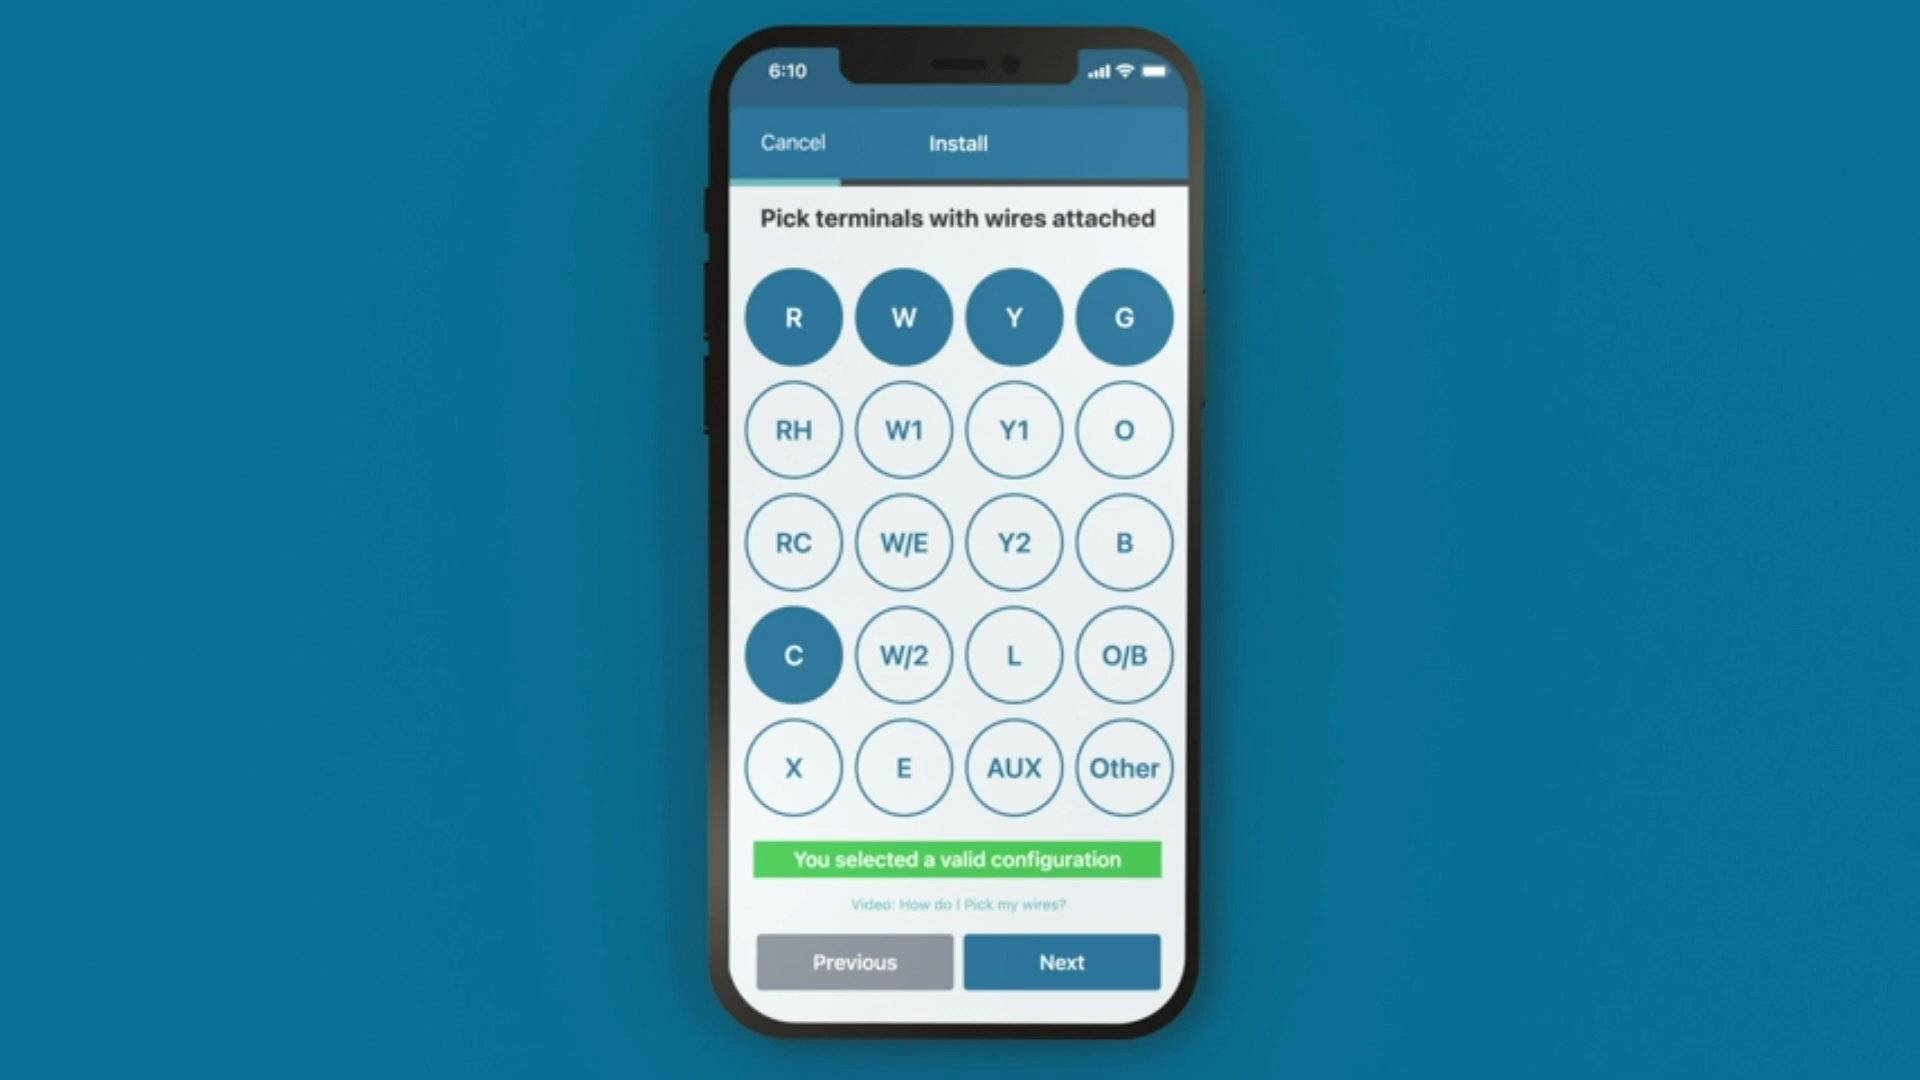 6:10
Cancel Install
Pick terminals with wires attached
R W Y G
RH W1 Y1 O
RC W/E Y2 B
C W/2 L O/B
X E AUX Other
You selected a valid configuration
Video: How do I Pick my wires?
Previous Next